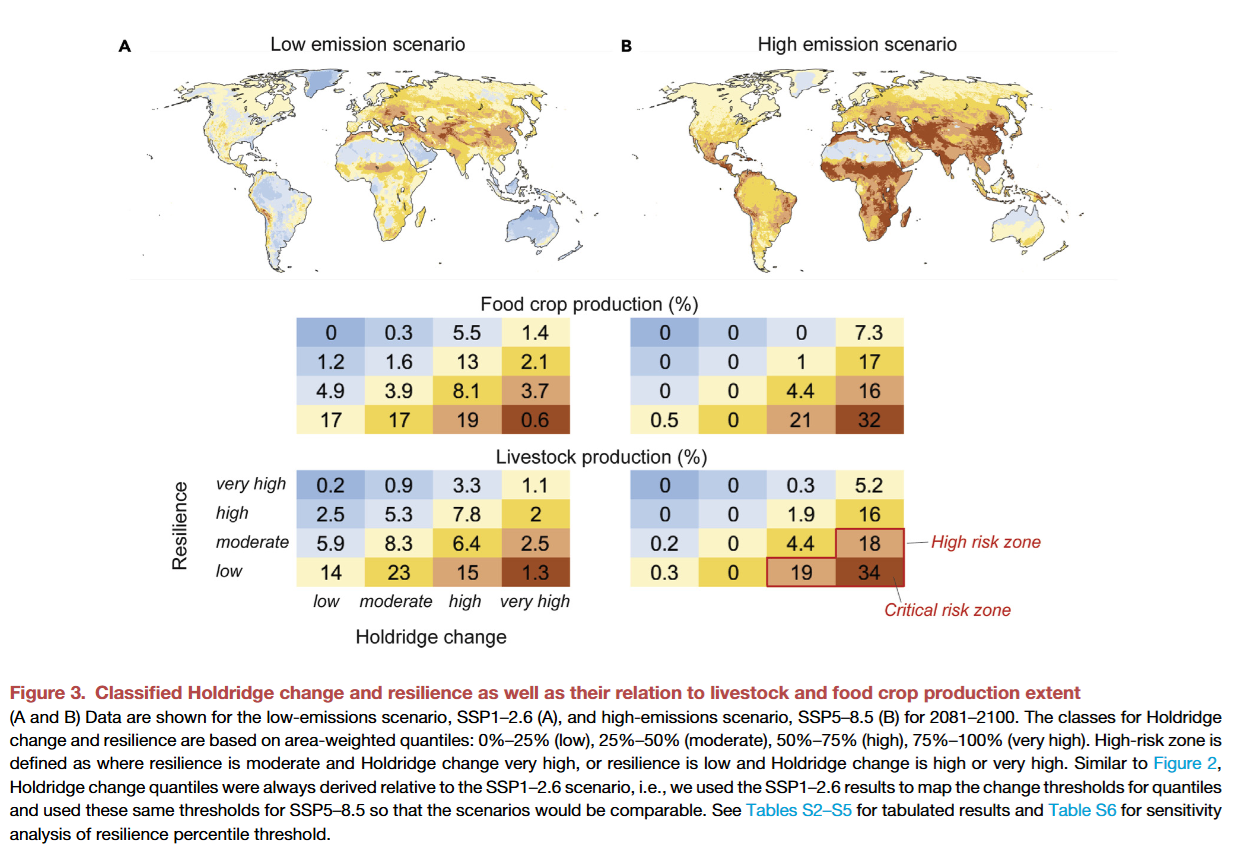 A Low emission scenario B High emission scenario
Food crop production (%)
0 0.3 5.5 1.4 0 0 0 7.3
1.2 1.6 13 2.1 0 0 1 17
4.9 3.9 8.1 3.7 0 0 4.4 16
17 17 19 0.6 0.5 0 21 32
Livestock production (%)
Resilience
very high 0.2 0.9 3.3 1.1 0 0 0.3 5.2
high 2.5 5.3 7.8 2 0 0 1.9 16
moderate 5.9 8.3 6.4 2.5 0.2 0 4.4 18 High risk zone
low 14 23 15 1.3 0.3 0 19 34
low moderate high very high Critical risk zone
Holdridge change
Figure 3. Classified Holdridge change and resilience as well as their relation to livestock and food crop production extent
(A and B) Data are shown for the low-emissions scenario, SSP1–2.6 (A), and high-emissions scenario, SSP5–8.5 (B) for 2081–2100. The classes for Holdridge
change and resilience are based on area-weighted quantiles: 0%–25% (low), 25%–50% (moderate), 50%–75% (high), 75%–100% (very high). High-risk zone is
defined as where resilience is moderate and Holdridge change very high, or resilience is low and Holdridge change is high or very high. Similar to Figure 2,
Holdridge change quantiles were always derived relative to the SSP1–2.6 scenario, i.e., we used the SSP1–2.6 results to map the change thresholds for quantiles
and used these same thresholds for SSP5–8.5 so that the scenarios would be comparable. See Tables S2–S5 for tabulated results and Table S6 for sensitivity
analysis of resilience percentile threshold.